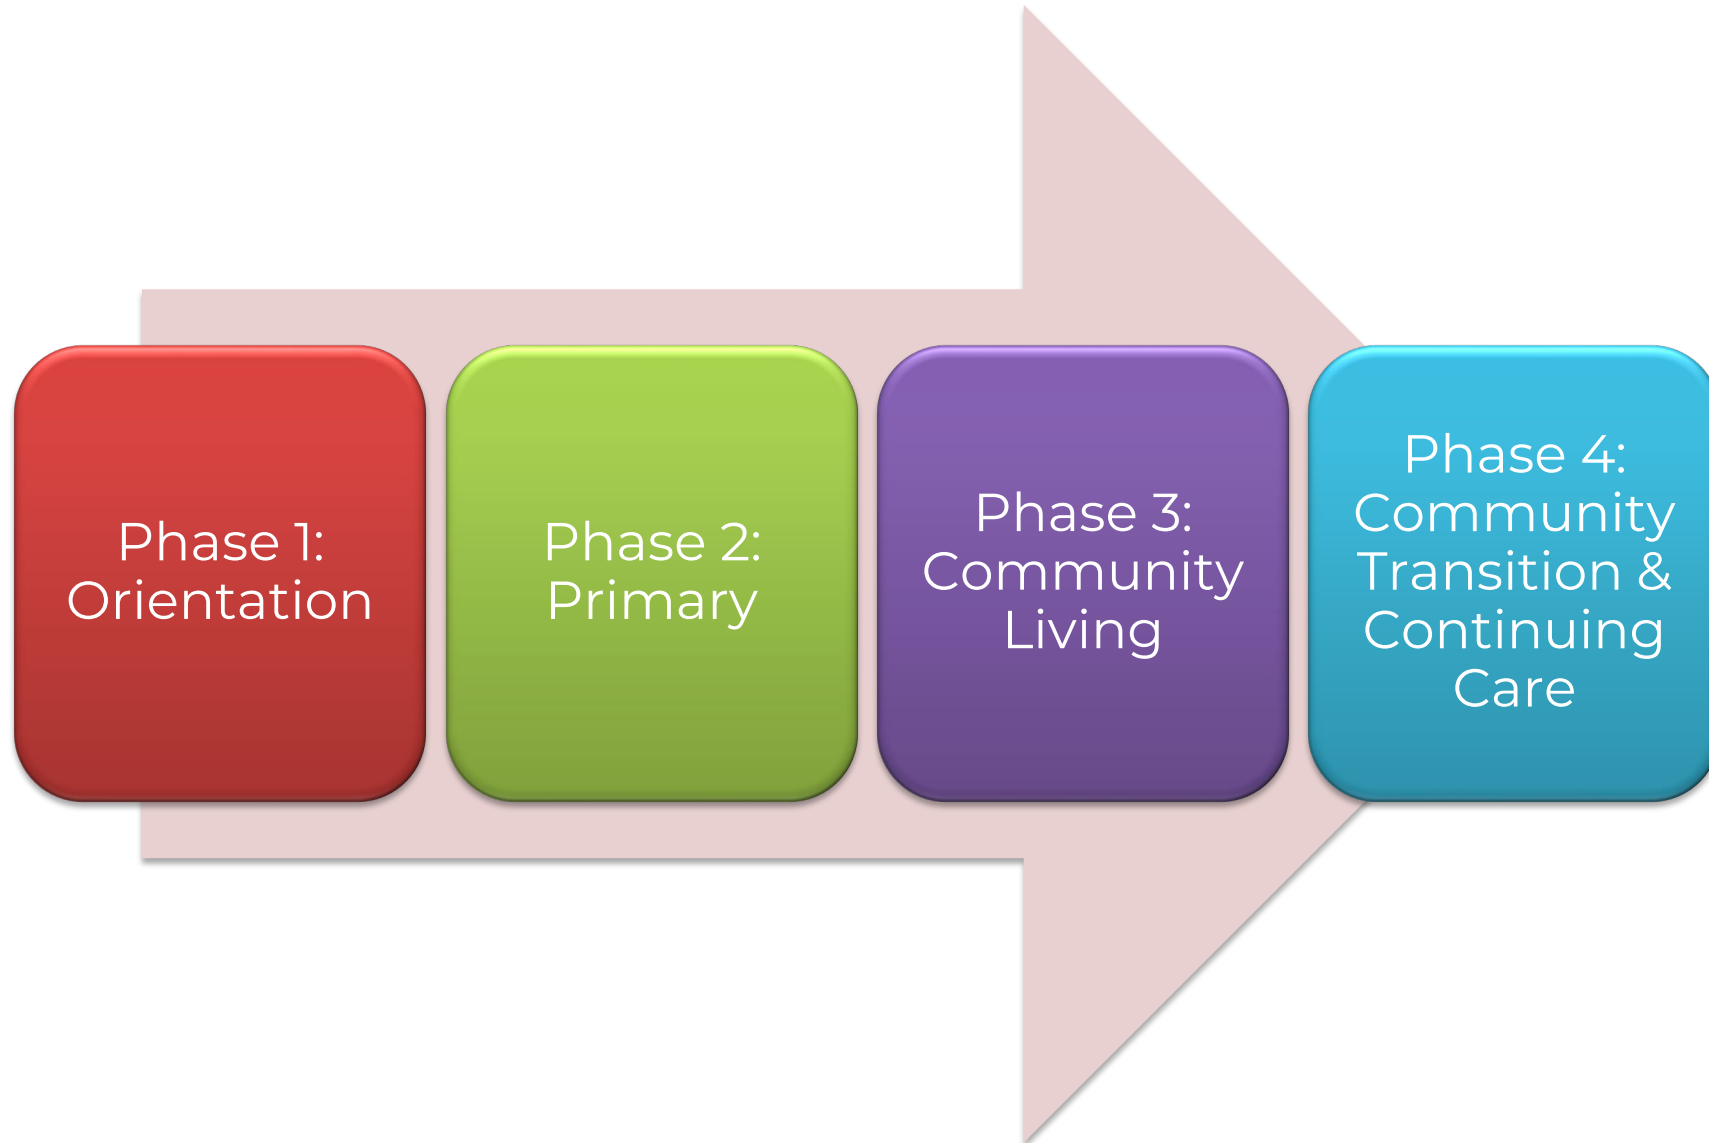 Phase 1:
Orientation
Phase 2:
Primary
Phase 3:
Community
Living
Phase 4:
Community
Transition &
Continuing
Care